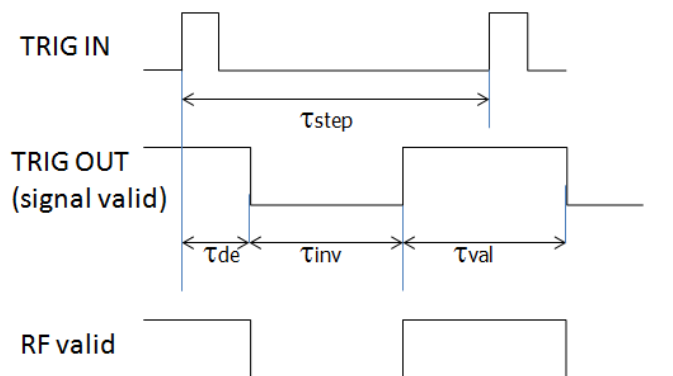 TRIG IN
τstep
TRIG OUT
(signal valid)
τde
τinv
τval
RF valid